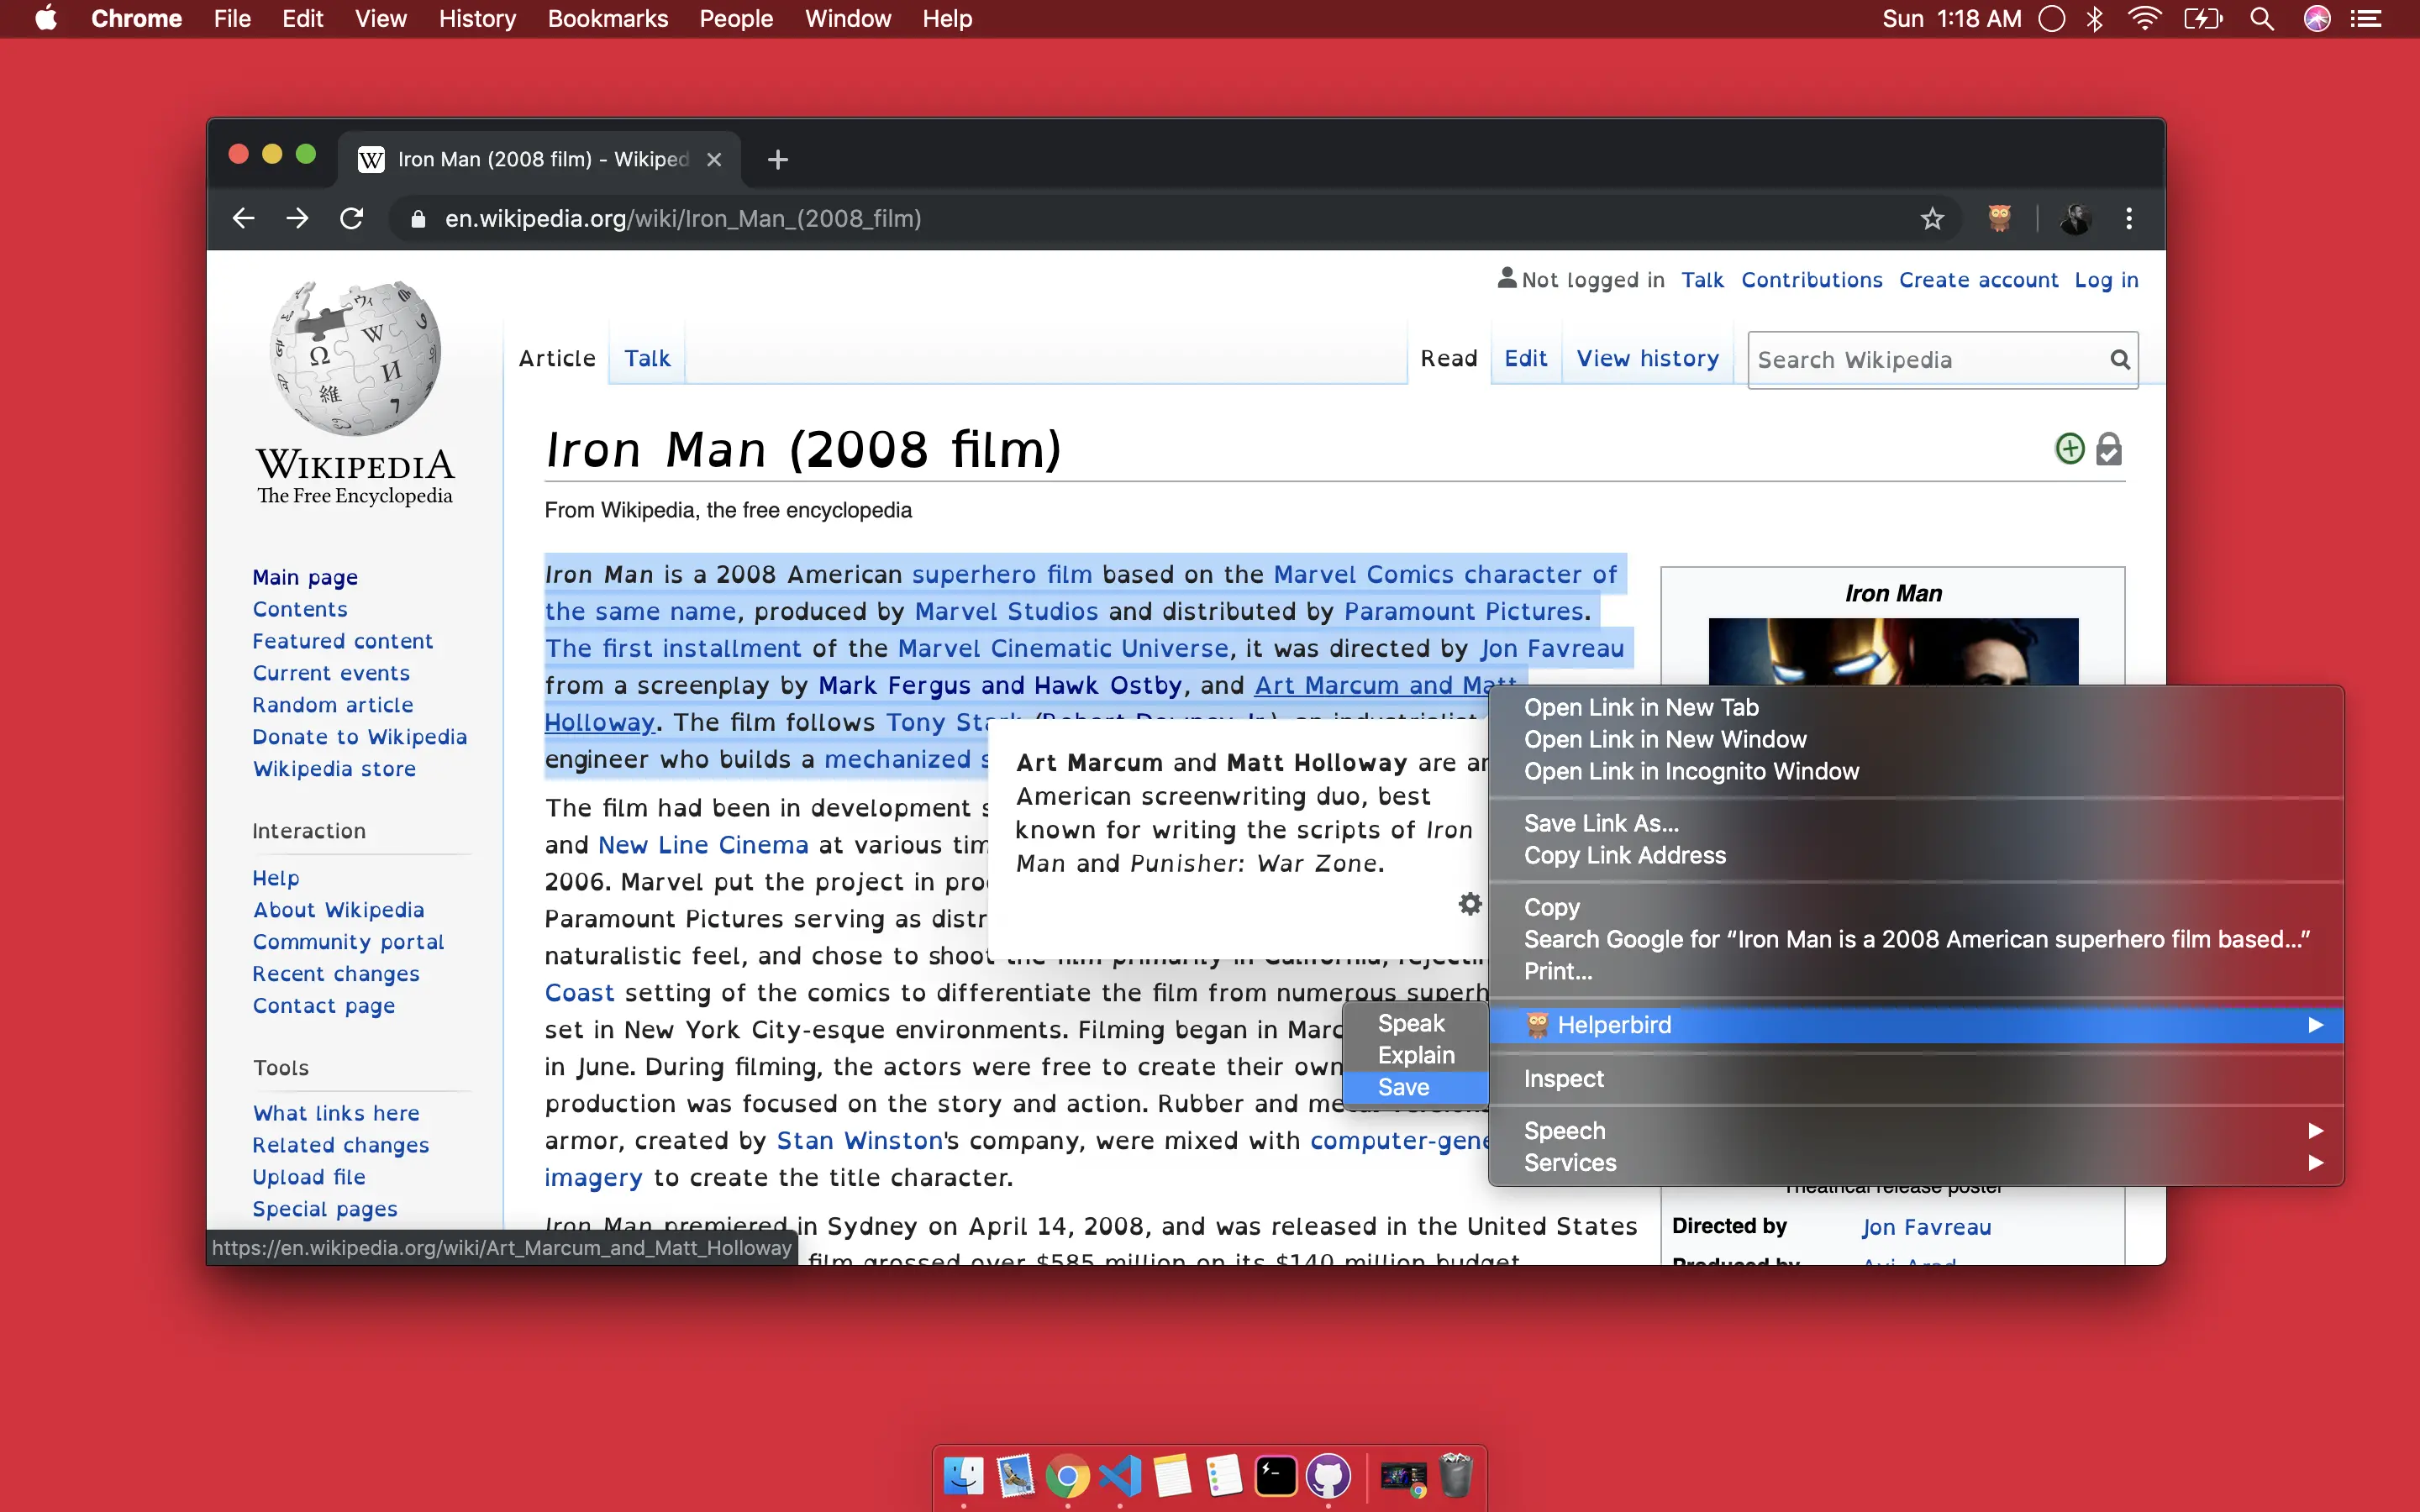 Chrome File Edit View History Bookmarks People Window Help Sun 1:18 AM
Iron Man (2008 film) - Wikiped
en.wikipedia.org/wiki/Iron_Man_(2008_film)
Not logged in Talk Contributions Create account Log in
Article Talk Read Edit View history Search Wikipedia
WIKIPEDIA
The Free Encyclopedia
Main page
Contents
Featured content
Current events
Random article
Donate to Wikipedia
Wikipedia store
Interaction
Help
About Wikipedia
Community portal
Recent changes
Contact page
Tools
What links here
Related changes
Upload file
Special pages
https://en.wikipedia.org/wiki/Art_Marcum_and_Matt_Holloway
Iron Man (2008 film)
From Wikipedia, the free encyclopedia
Iron Man is a 2008 American superhero film based on the Marvel Comics character of
the same name, produced by Marvel Studios and distributed by Paramount Pictures.
The first installment of the Marvel Cinematic Universe, it was directed by Jon Favreau
from a screenplay by Mark Fergus and Hawk Ostby, and Art Marcum and Matt
Holloway. The film follows Tony Stark (Robert Downey Jr.), an industrialist
engineer who builds a mechanized s
The film had been in development s
and New Line Cinema at various tim
2006. Marvel put the project in pro
Paramount Pictures serving as distr
naturalistic feel, and chose to shoot the film primarily in California, rejectin
Coast setting of the comics to differentiate the film from numerous superh
set in New York City-esque environments. Filming began in Marc
in June. During filming, the actors were free to create their own
production was focused on the story and action. Rubber and metal versions
armor, created by Stan Winston's company, were mixed with computer-gene
imagery to create the title character.
Iron Man premiered in Sydney on April 14, 2008, and was released in the United States
film grossed over $585 million on its $140 million budget
Art Marcum and Matt Holloway are an
American screenwriting duo, best
known for writing the scripts of Iron
Man and Punisher: War Zone.
Iron Man
Theatrical release poster
Directed by Jon Favreau
Produced by Avi Arad
Open Link in New Tab
Open Link in New Window
Open Link in Incognito Window
Save Link As...
Copy Link Address
Copy
Search Google for “Iron Man is a 2008 American superhero film based...”
Print...
Helperbird
Inspect
Speech
Services
Speak
Explain
Save